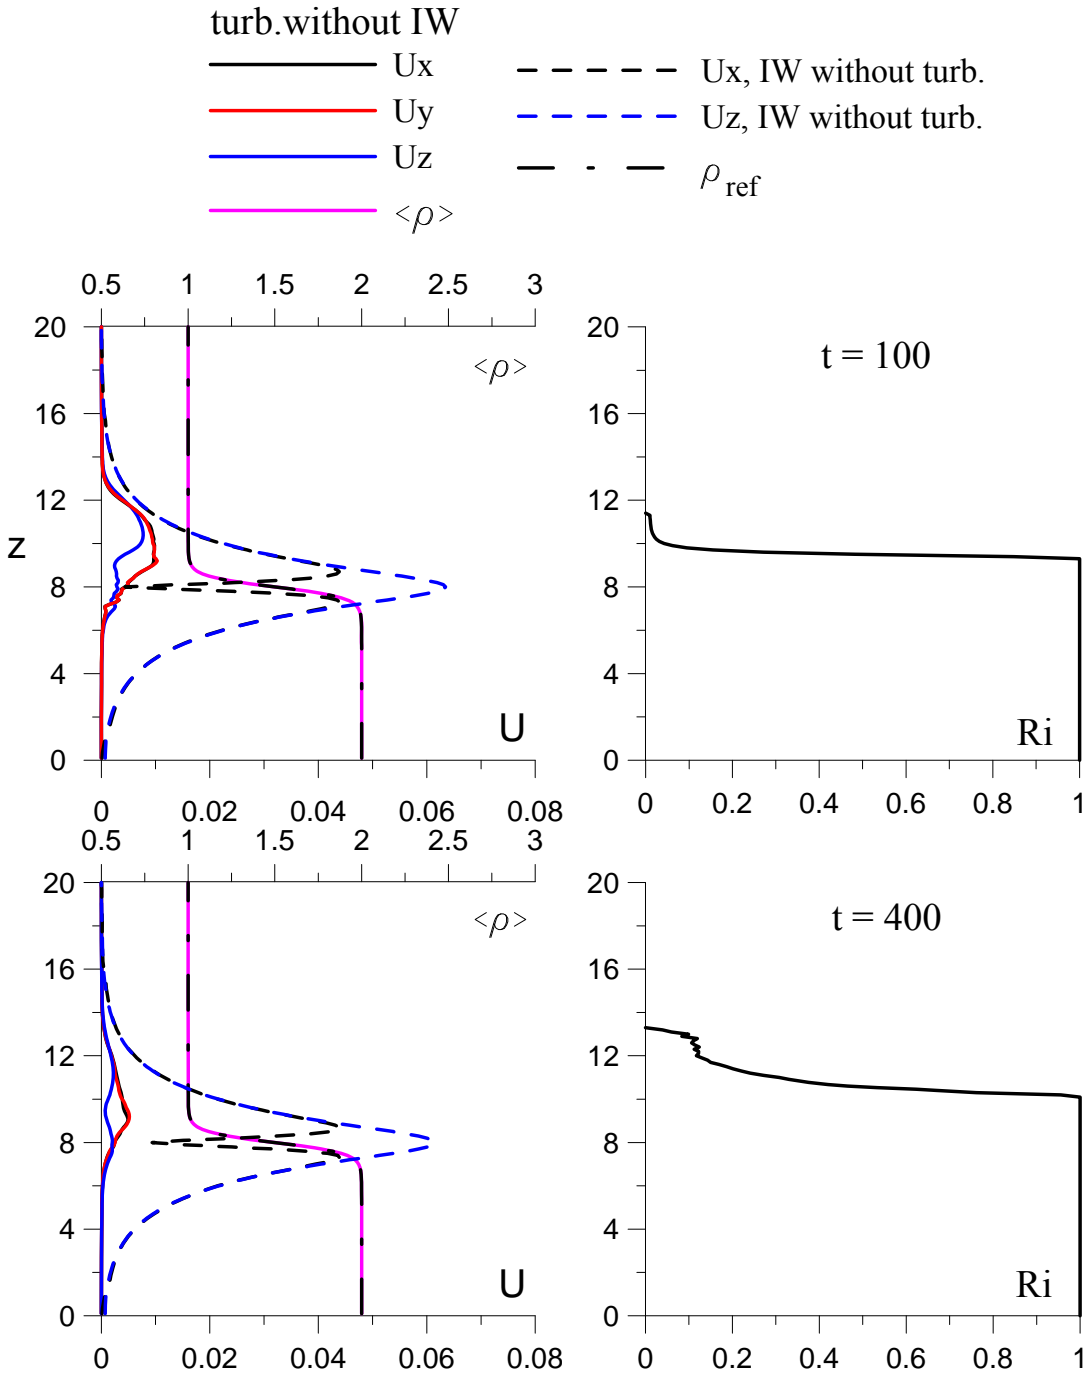 turb.without IW
Ux
Uy
Uz
<ρ>
Ux, IW without turb.
Uz, IW without turb.
ρ ref
0.5 1 1.5 2 2.5 3
20
16
12
8
4
0
z
<ρ>
U
0 0.02 0.04 0.06 0.08
20
16
12
8
4
0
t = 100
Ri
0 0.2 0.4 0.6 0.8 1
0.5 1 1.5 2 2.5 3
20
16
12
8
4
0
<ρ>
U
0 0.02 0.04 0.06 0.08
20
16
12
8
4
0
t = 400
Ri
0 0.2 0.4 0.6 0.8 1